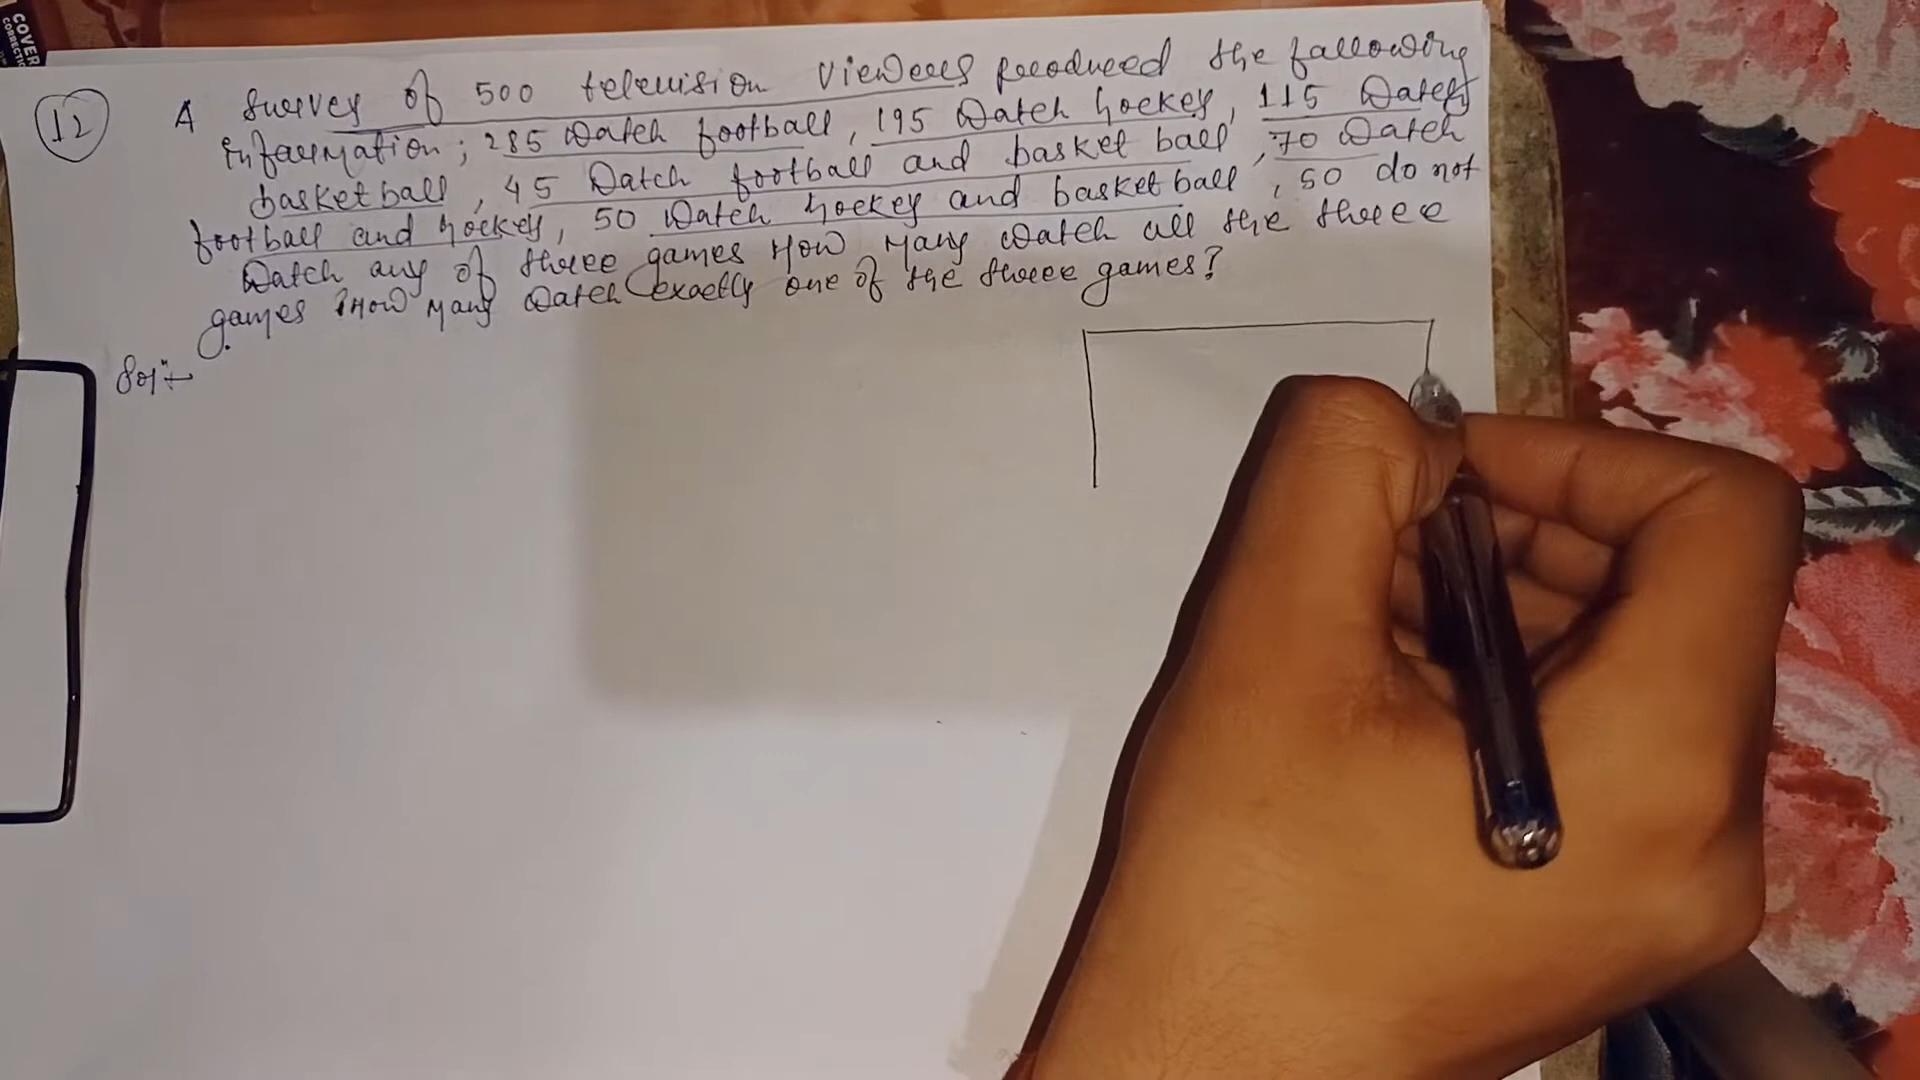 COVER
CORRECTI
12 A survey of 500 television viewers produced the following
information; 285 watch football, 195 watch hockey, 115 watch
basketball, 45 watch football and basket ball, 70 watch
football and hockey, 50 watch hockey and basketball, 50 do not
watch any of three games How many watch all the three
games? How many watch exactly one of the three games?
Solⁿ